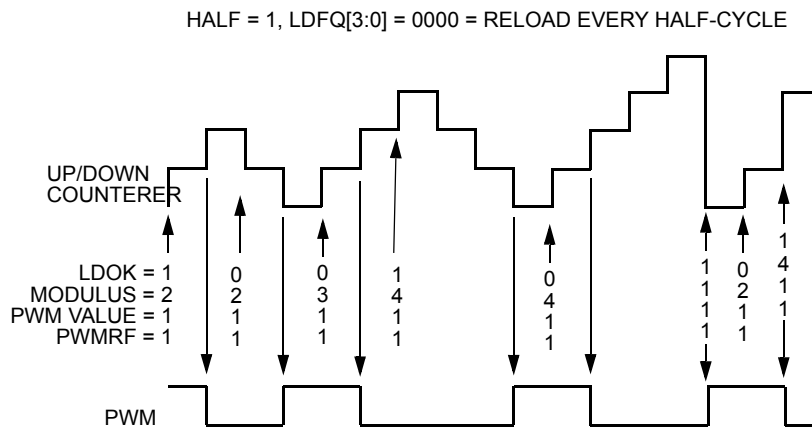 HALF = 1, LDFQ[3:0] = 0000 = RELOAD EVERY HALF-CYCLE
UP/DOWN
COUNTERER
LDOK = 1 0 0 1 0 1 0 1
MODULUS = 2 2 3 4 4 1 2 4
PWM VALUE = 1 1 1 1 1 1 1 1
PWMRF = 1 1 1 1 1 1 1 1
PWM